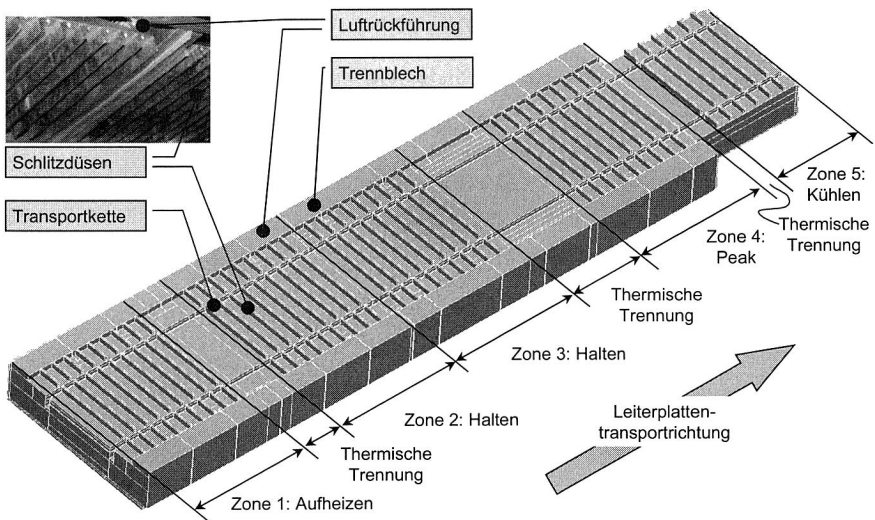 Luftrückführung
Trennblech
Schlitzdüsen
Transportkette
Zone 5:
Kühlen
Thermische
Trennung
Zone 4:
Peak
Thermische
Trennung
Zone 3: Halten
Zone 2: Halten
Thermische
Trennung
Zone 1: Aufheizen
Leiterplatten-
transportrichtung